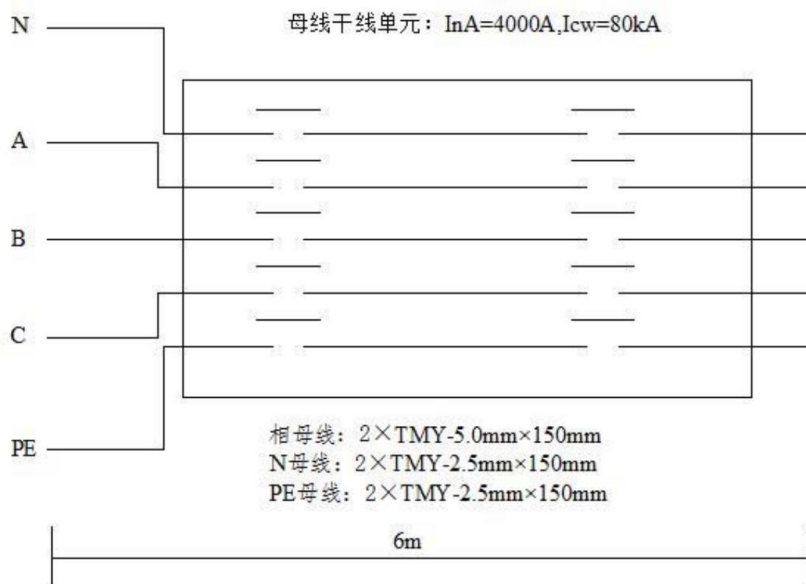 母线干线单元：InA=4000A,Icw=80kA
N
A
B
C
PE
相母线：2×TMY-5.0mm×150mm
N母线：2×TMY-2.5mm×150mm
PE母线：2×TMY-2.5mm×150mm
6m